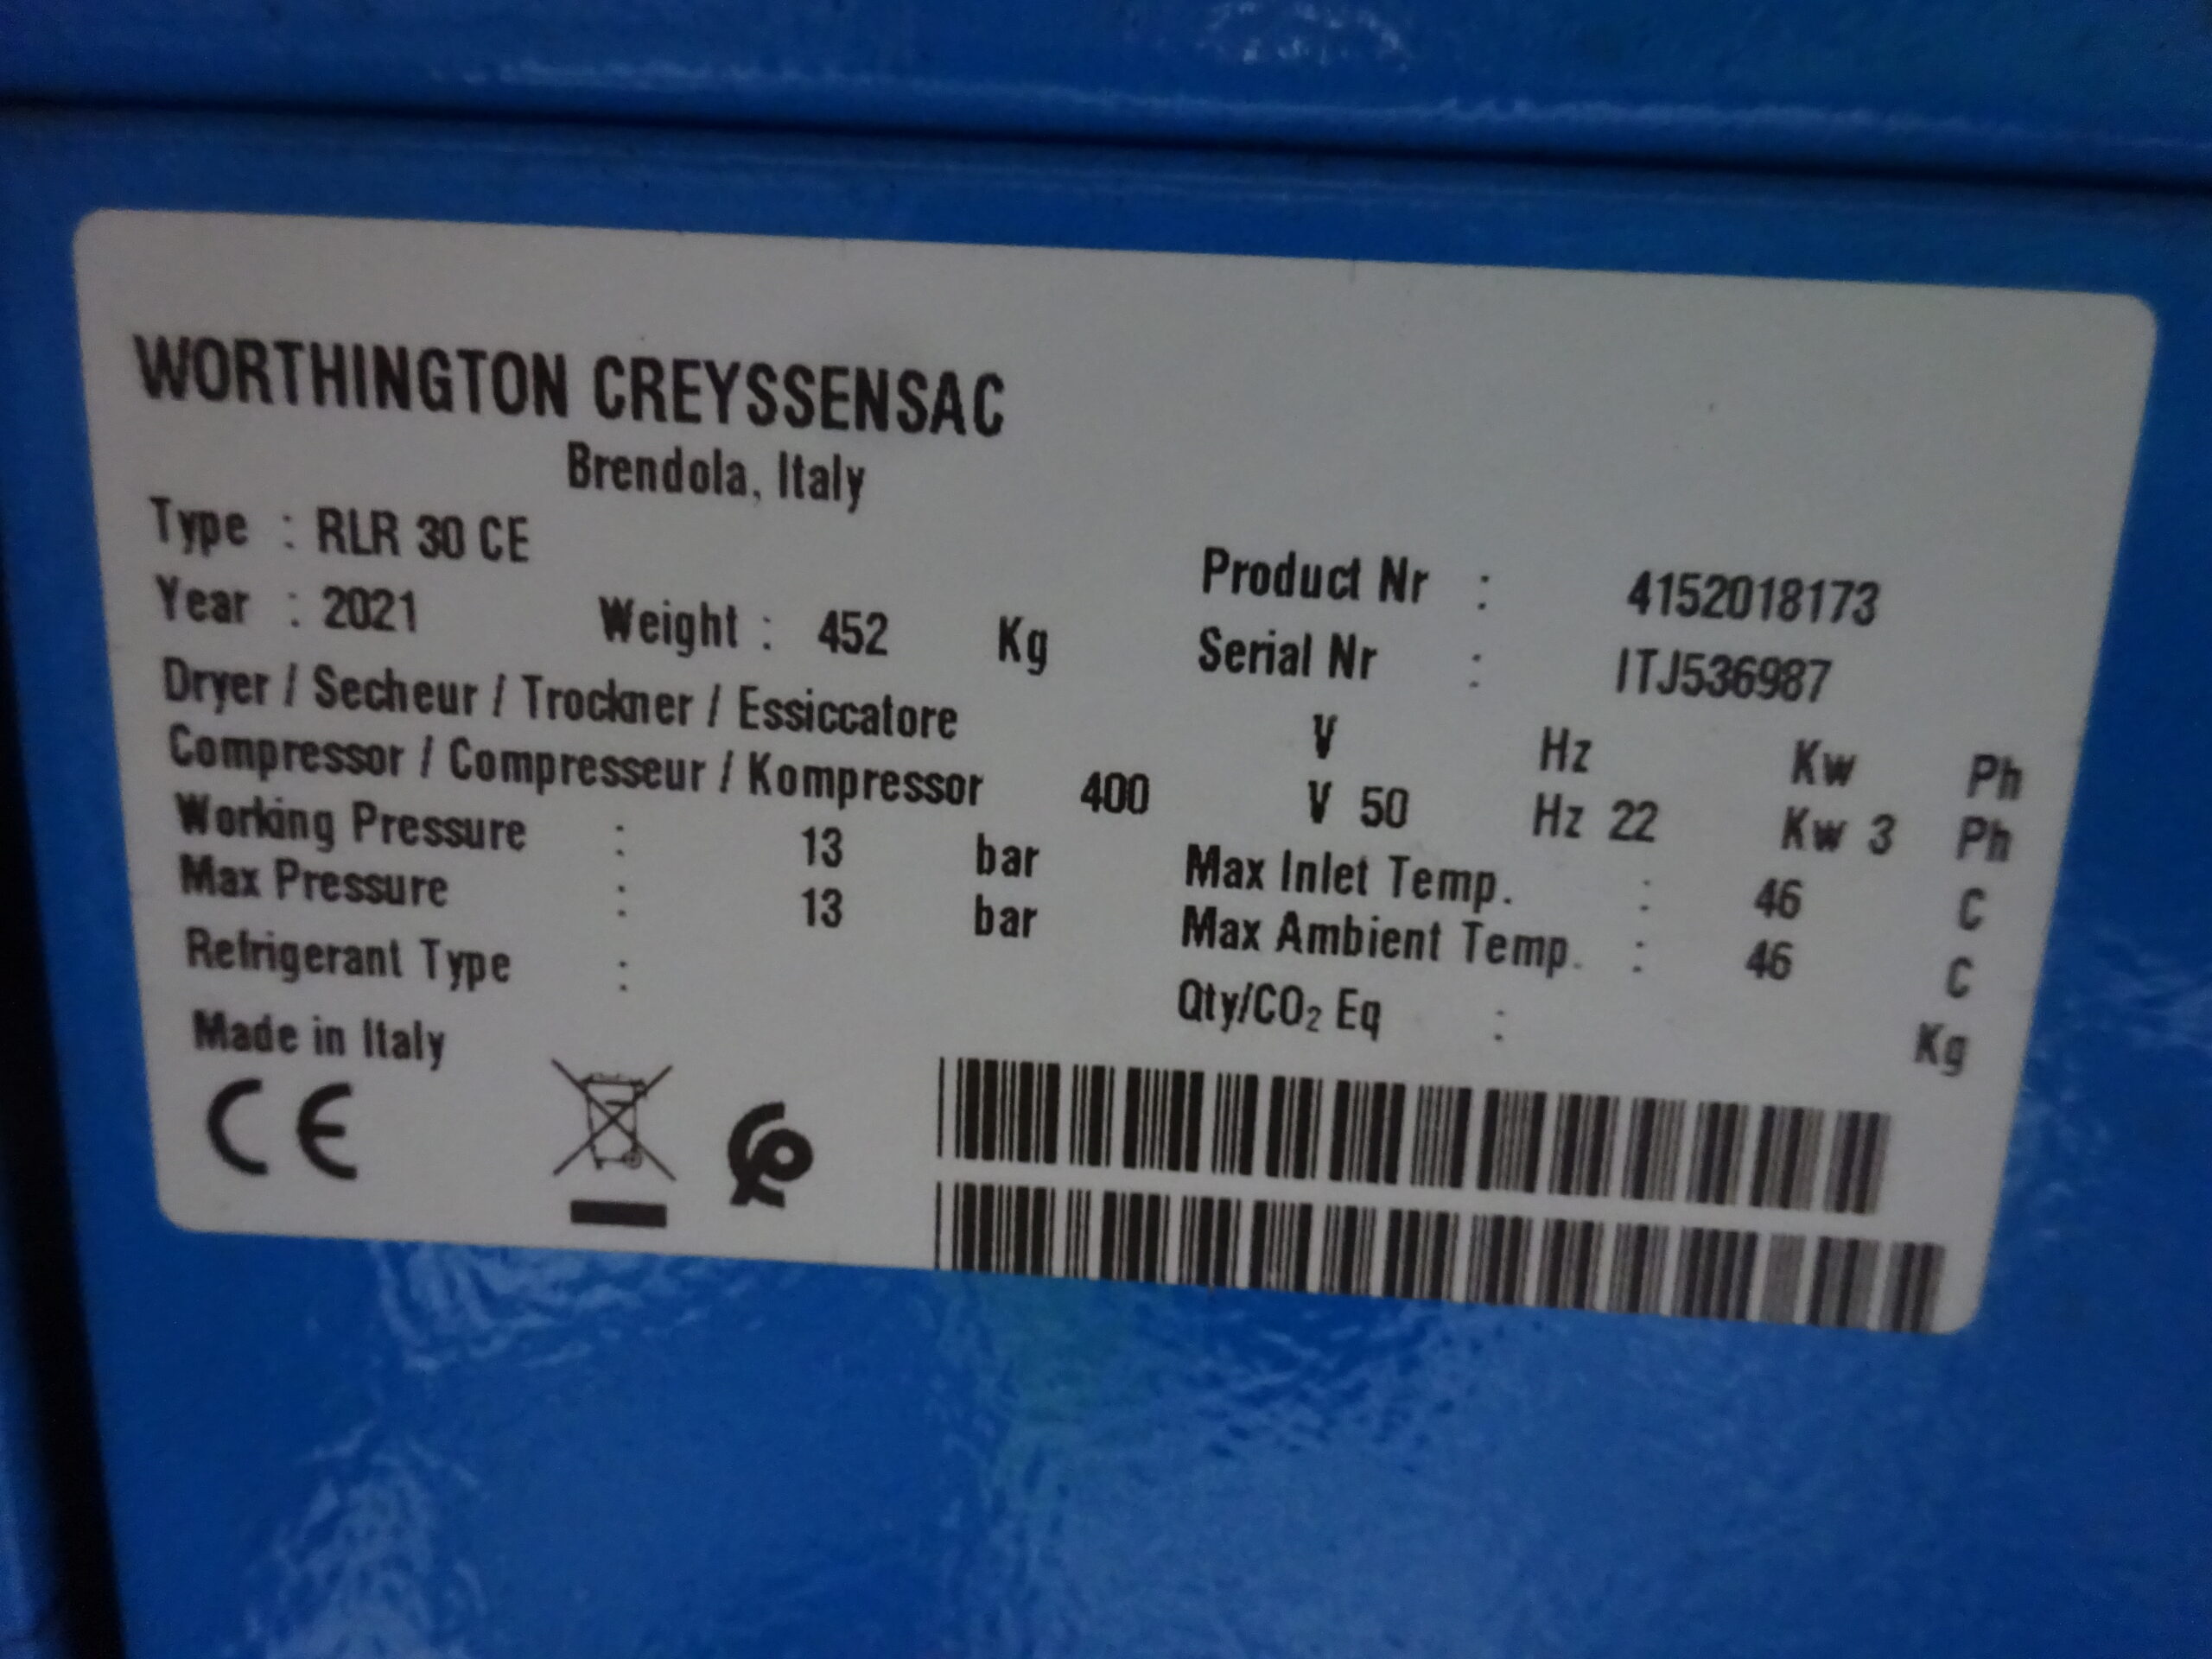 WORTHINGTON CREYSSENSAC
Brendola, Italy
Type : RLR 30 CE
Product Nr : 4152018173
Year : 2021 Weight : 452 Kg
Serial Nr : ITJ536987
Dryer / Secheur / Trockner / Essiccatore V Hz Kw Ph
Compressor / Compresseur / Kompressor 400 V 50 Hz 22 Kw 3 Ph
Working Pressure : 13 bar Max Inlet Temp. : 46 C
Max Pressure : 13 bar Max Ambient Temp. : 46 C
Refrigerant Type : Qty/CO₂ Eq : Kg
Made in Italy
CE